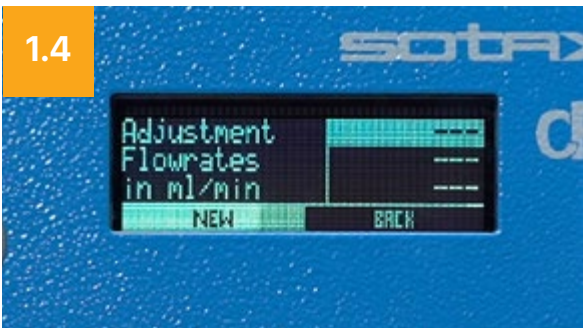 1.4
sotax
d
Adjustment ---
Flowrates ---
in ml/min ---
NEW BACK